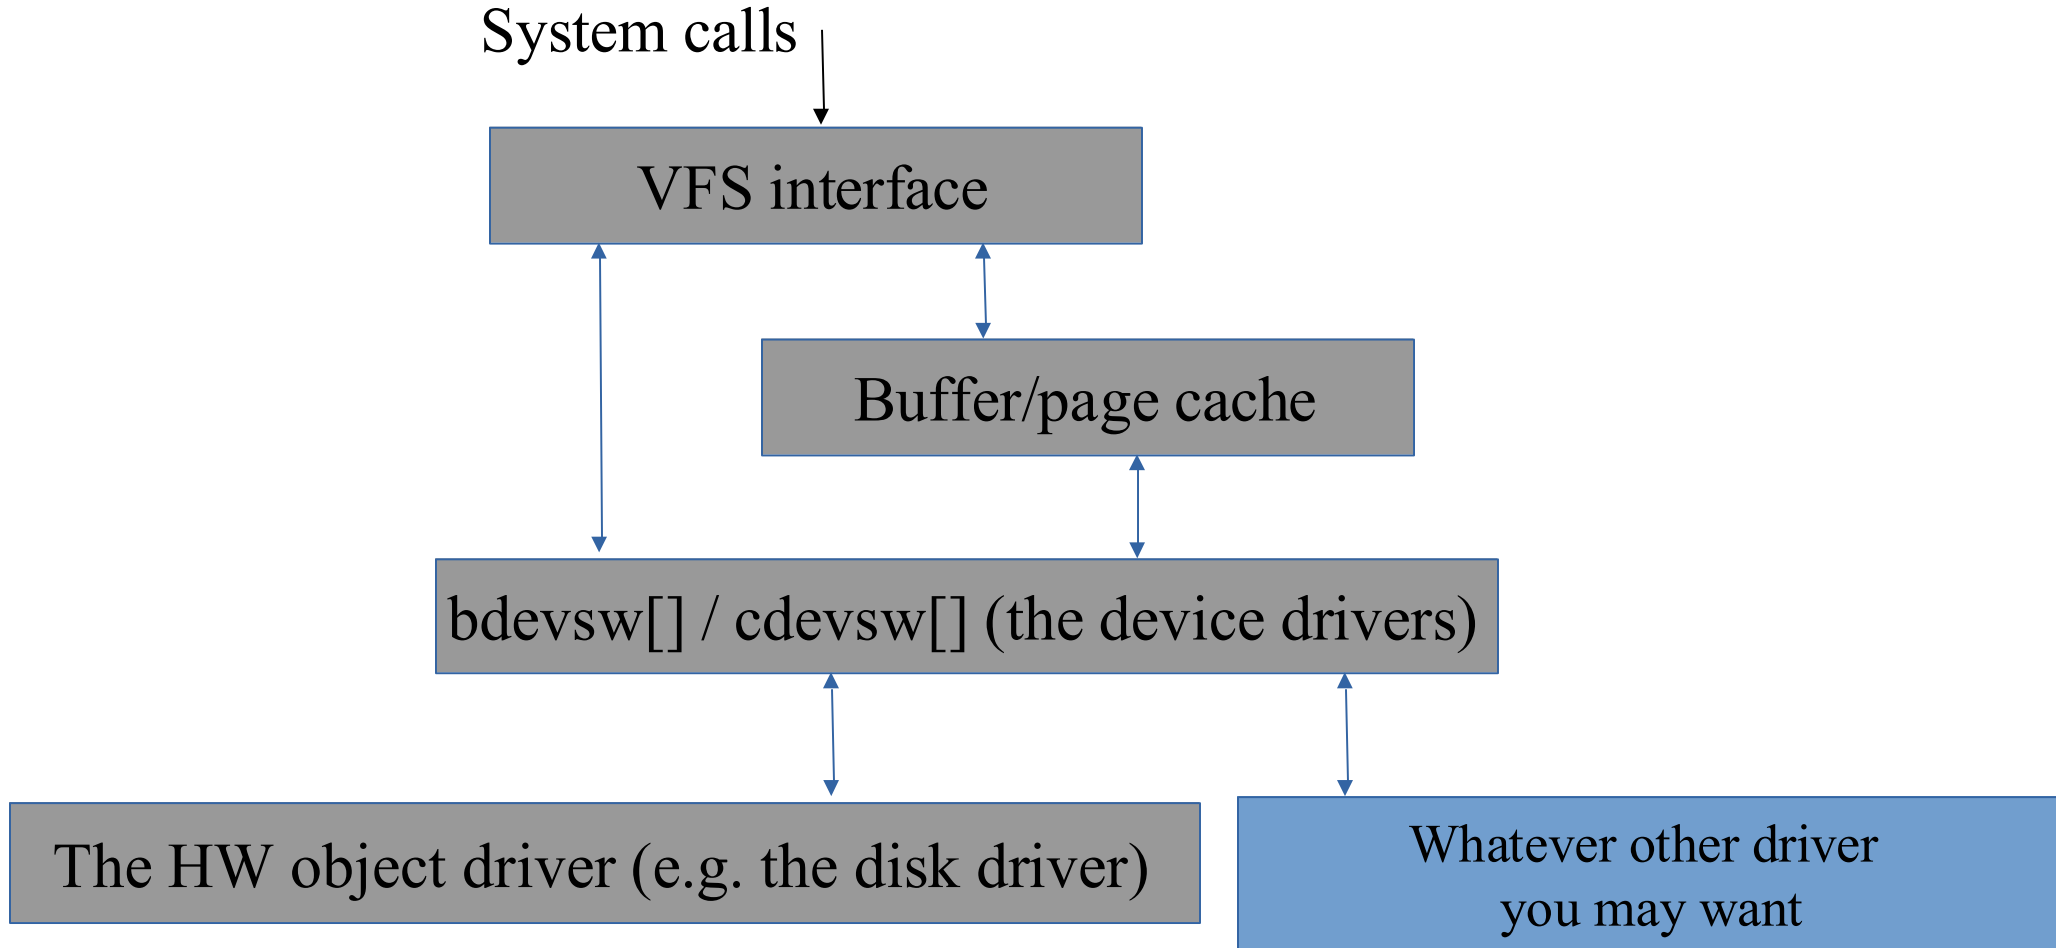 System calls
VFS interface
Buffer/page cache
bdevsw[] / cdevsw[] (the device drivers)
The HW object driver (e.g. the disk driver)
Whatever other driver
you may want